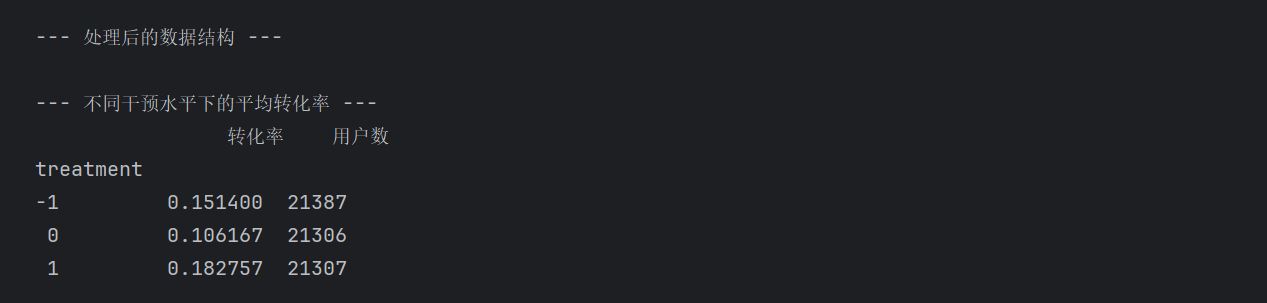 --- 处理后的数据结构 ---
--- 不同干预水平下的平均转化率 ---
转化率 用户数
treatment
-1 0.151400 21387
0 0.106167 21306
1 0.182757 21307